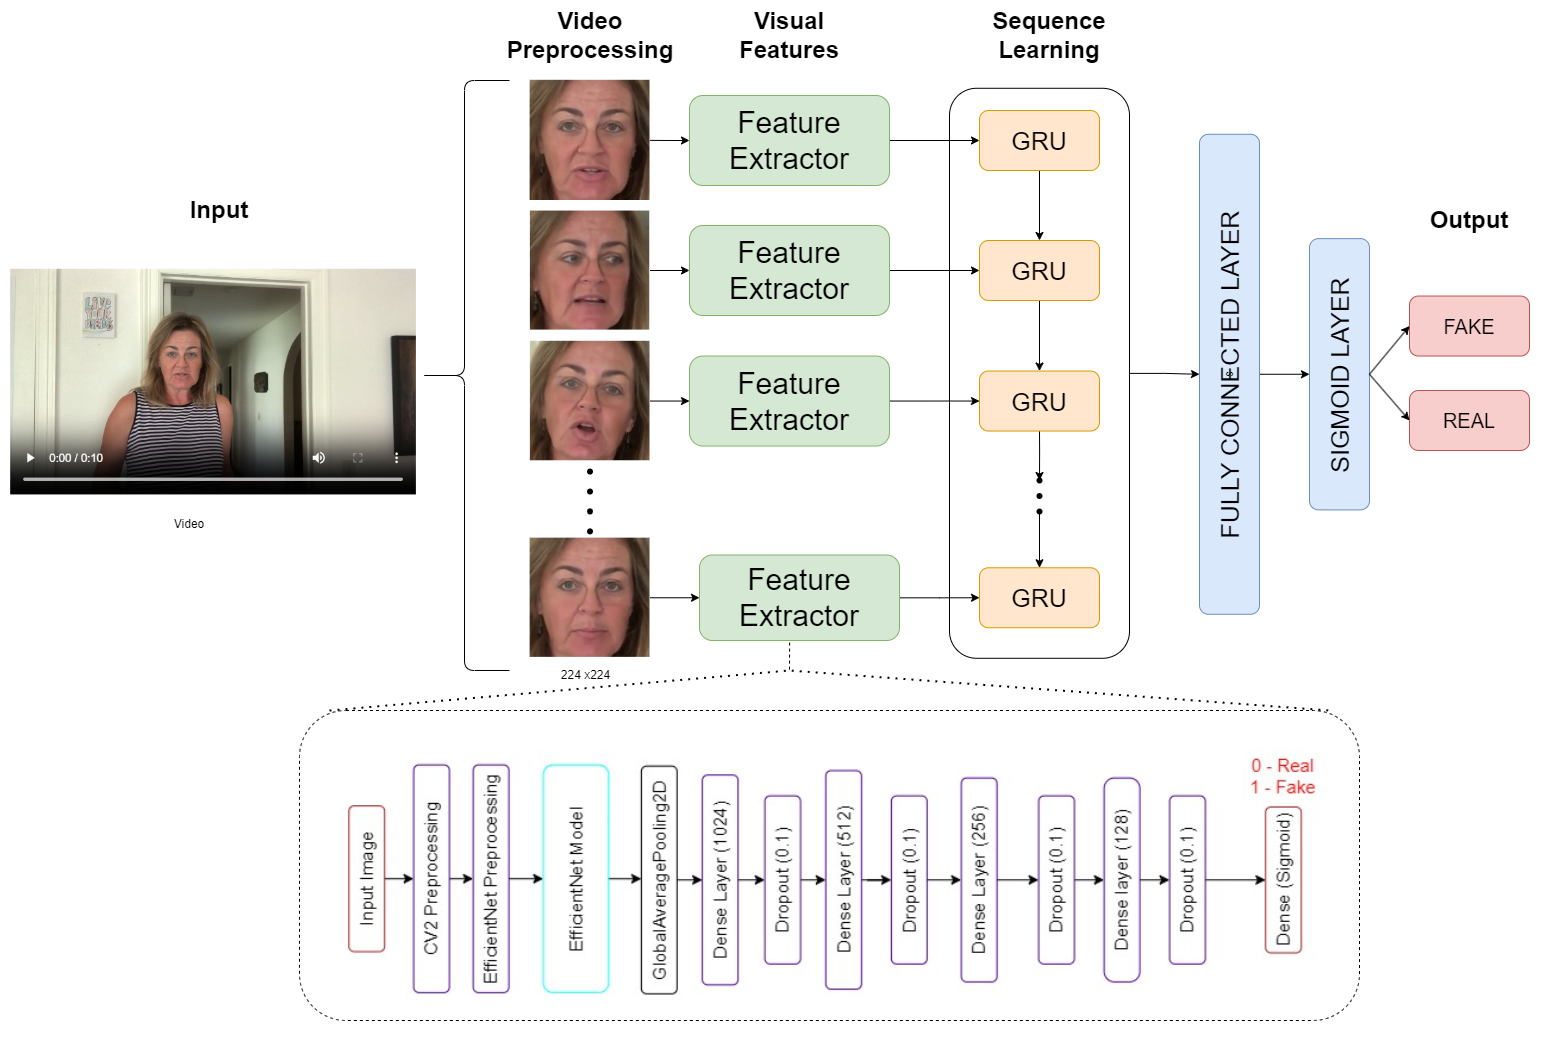 Video
Preprocessing
Visual
Features
Sequence
Learning
Input
LOVE
YOUR
0:00 / 0:10
Video
224 x224
Feature
Extractor
GRU
Feature
Extractor
GRU
Feature
Extractor
GRU
Feature
Extractor
GRU
FULLY CONNECTED LAYER
SIGMOID LAYER
Output
FAKE
REAL
Input Image
CV2 Preprocessing
EfficientNet Preprocessing
EfficientNet Model
GlobalAveragePooling2D
Dense Layer (1024)
Dropout (0.1)
Dense Layer (512)
Dropout (0.1)
Dense Layer (256)
Dropout (0.1)
Dense layer (128)
Dropout (0.1)
0 - Real
1 - Fake
Dense (Sigmoid)